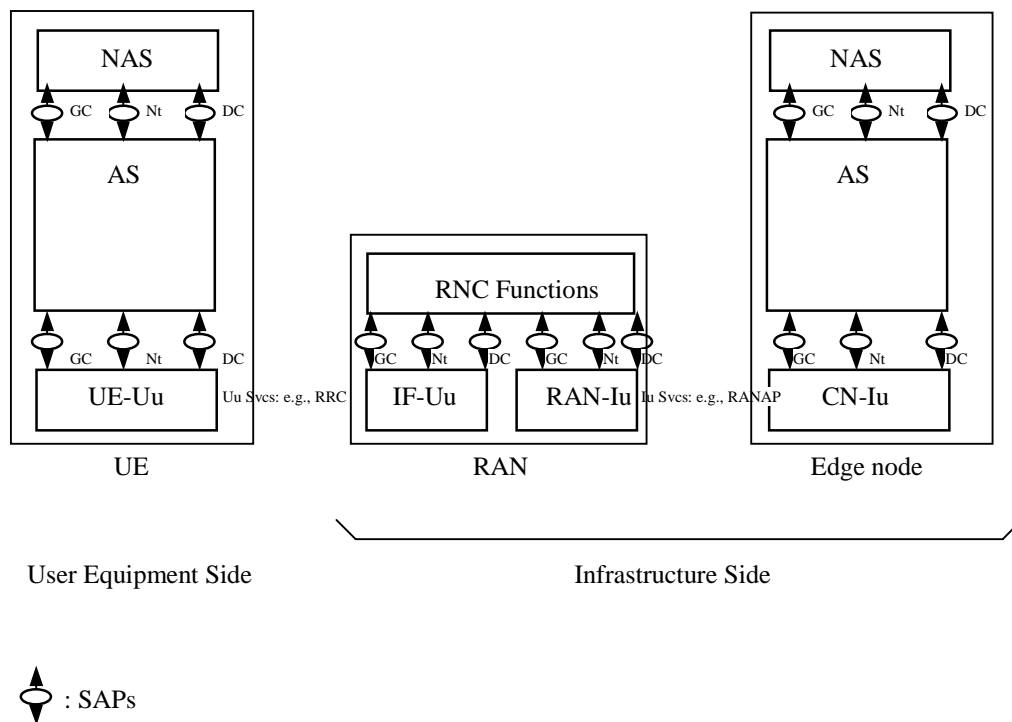 NAS
NAS
GC Nt DC
GC Nt DC
AS
AS
RNC Functions
GC Nt DC
GC Nt DC GC Nt DC
GC Nt DC
UE-Uu
Uu Svcs: e.g., RRC
IF-Uu
RAN-Iu
Iu Svcs: e.g., RANAP
CN-Iu
UE
RAN
Edge node
User Equipment Side
Infrastructure Side
: SAPs